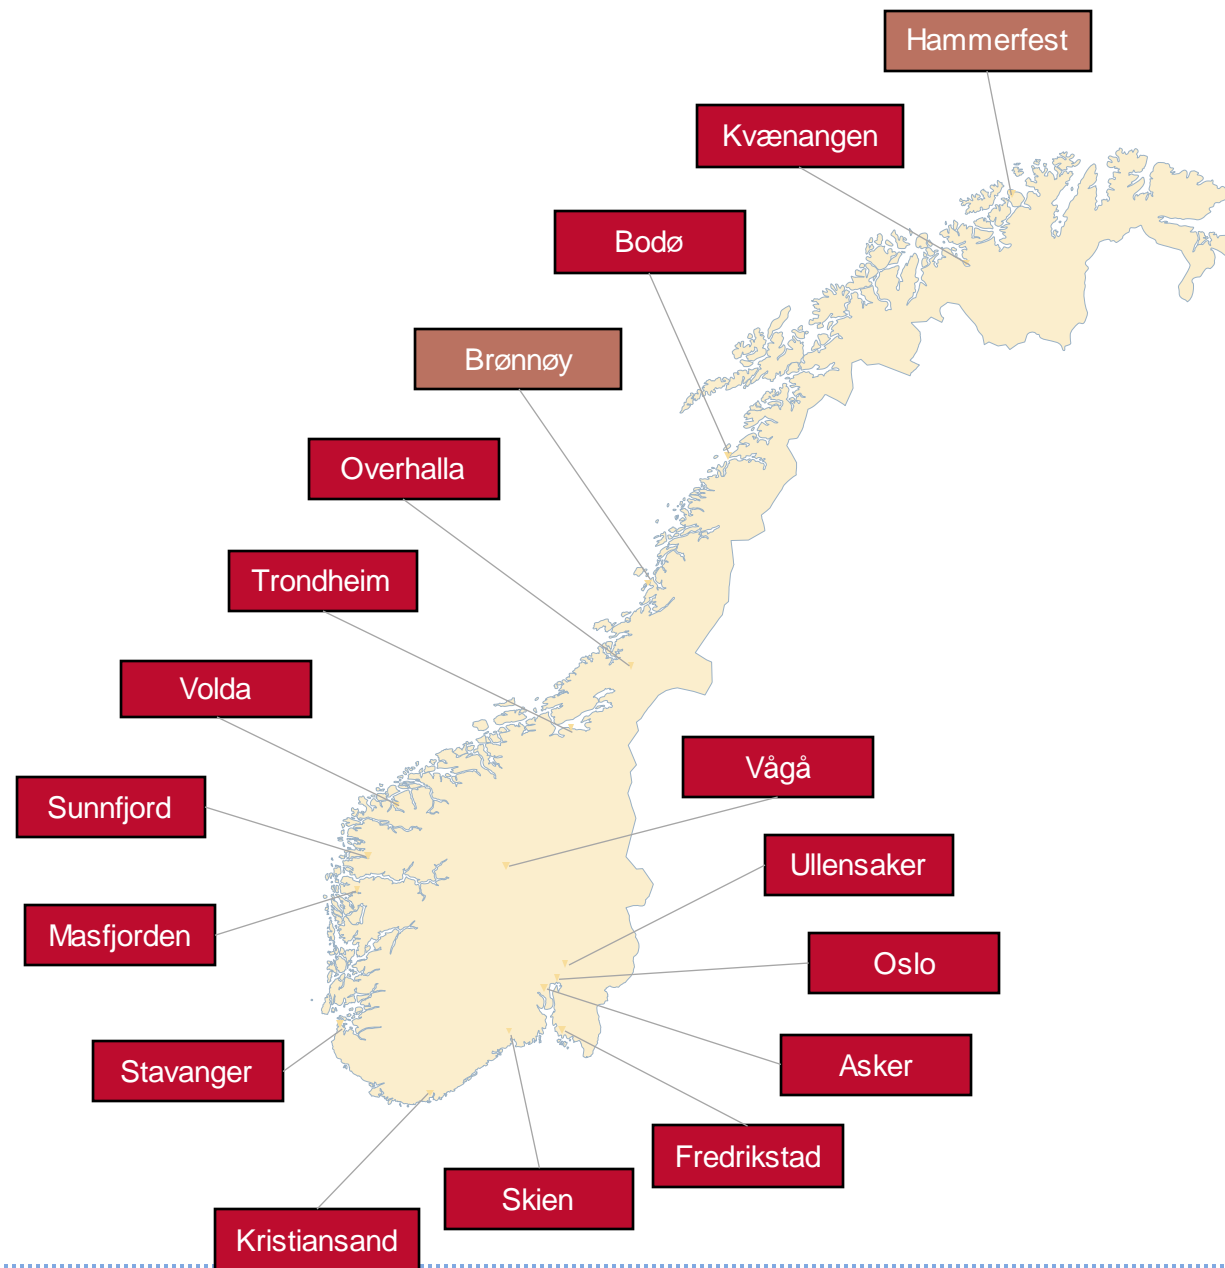 Hammerfest
Kvænangen
Bodø
Brønnøy
Overhalla
Trondheim
Volda
Vågå
Sunnfjord
Ullensaker
Masfjorden
Oslo
Stavanger
Asker
Fredrikstad
Skien
Kristiansand